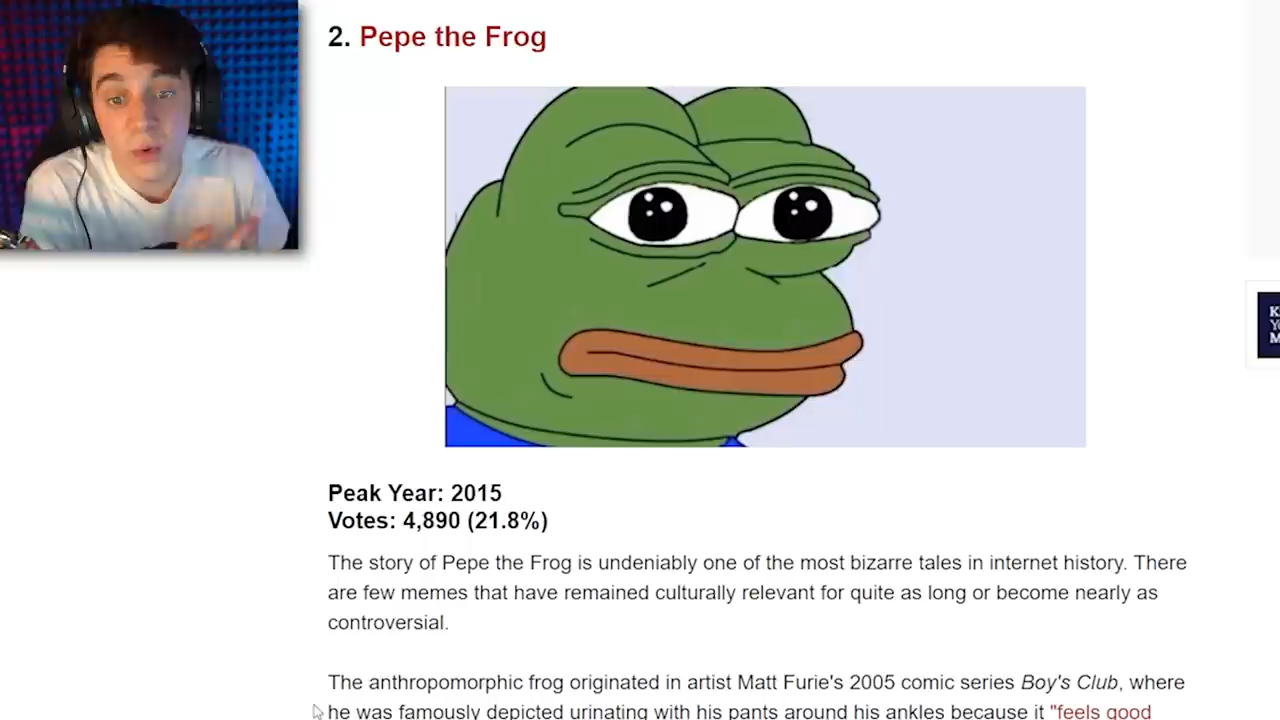 2. Pepe the Frog
Peak Year: 2015
Votes: 4,890 (21.8%)
The story of Pepe the Frog is undeniably one of the most bizarre tales in internet history. There
are few memes that have remained culturally relevant for quite as long or become nearly as
controversial.
The anthropomorphic frog originated in artist Matt Furie's 2005 comic series Boy's Club, where
he was famously depicted urinating with his pants around his ankles because it "feels good